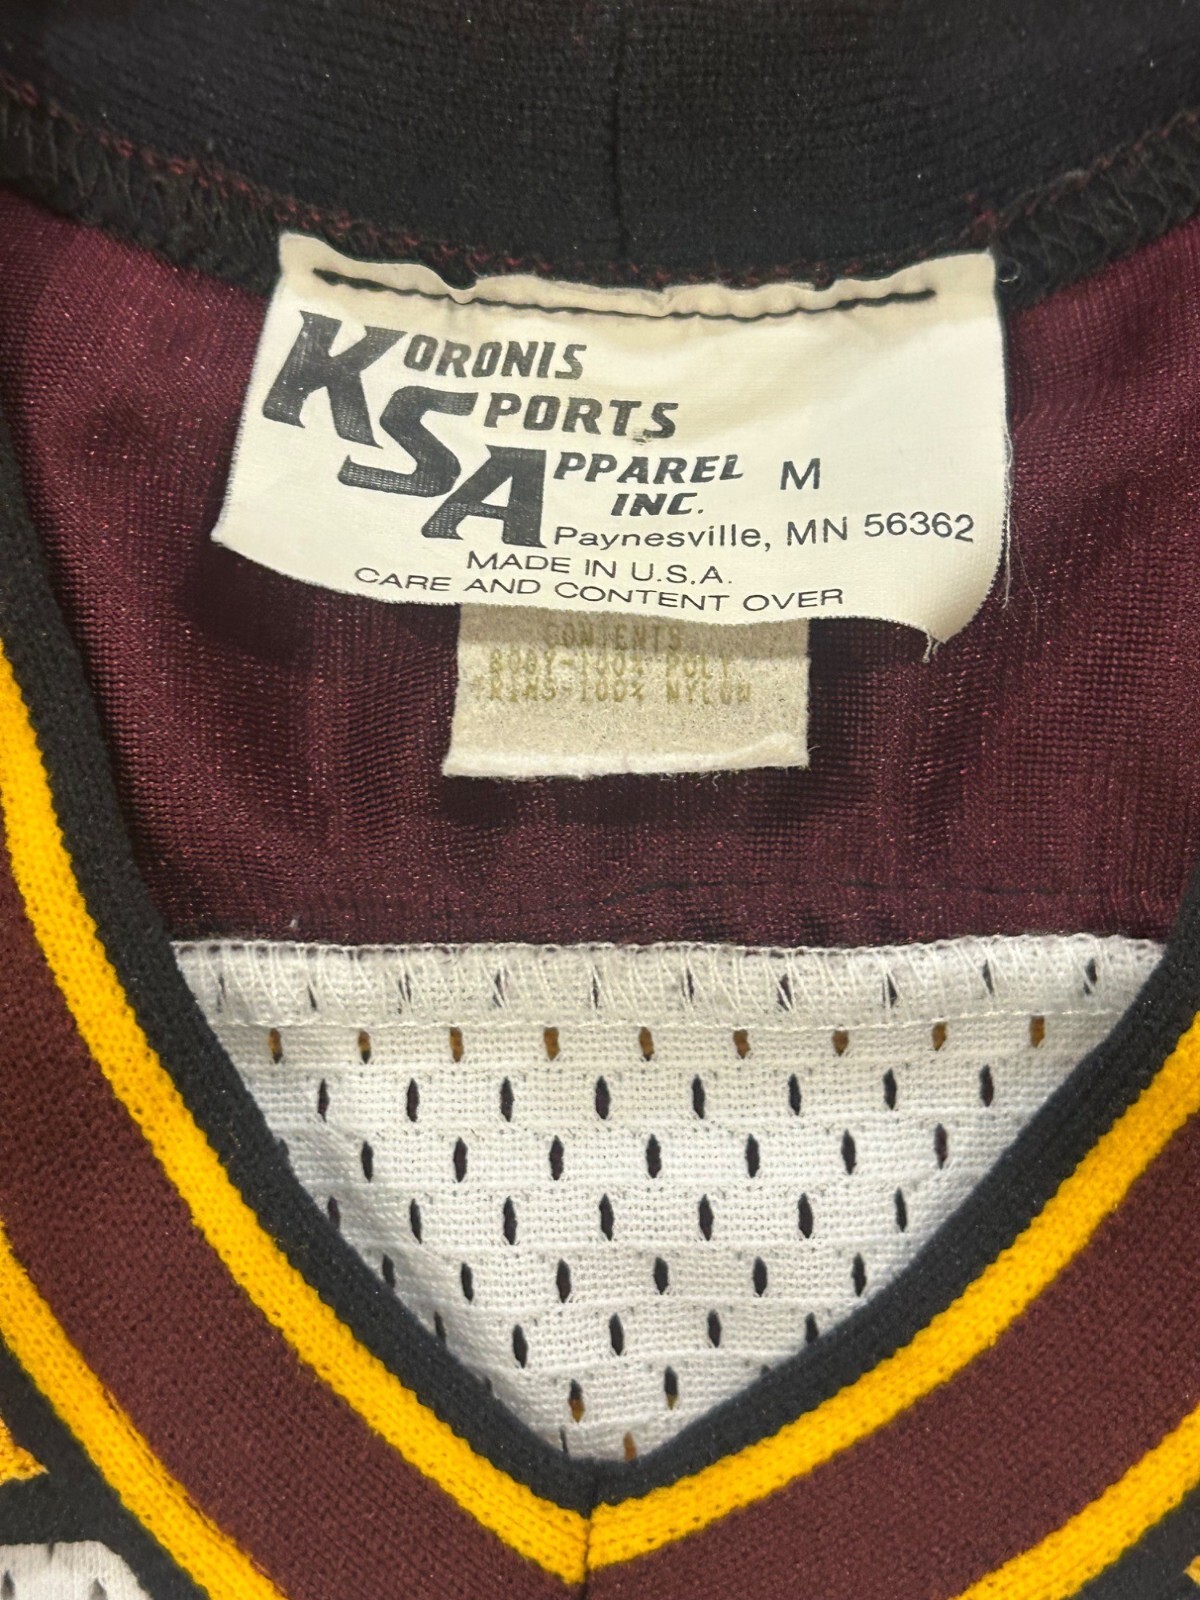 KORONIS
SPORTS
APPAREL M
INC.
Paynesville, MN 56362
MADE IN U.S.A.
CARE AND CONTENT OVER
CONTENTS
BODY-100% POLY
RIMS-100% NYLON